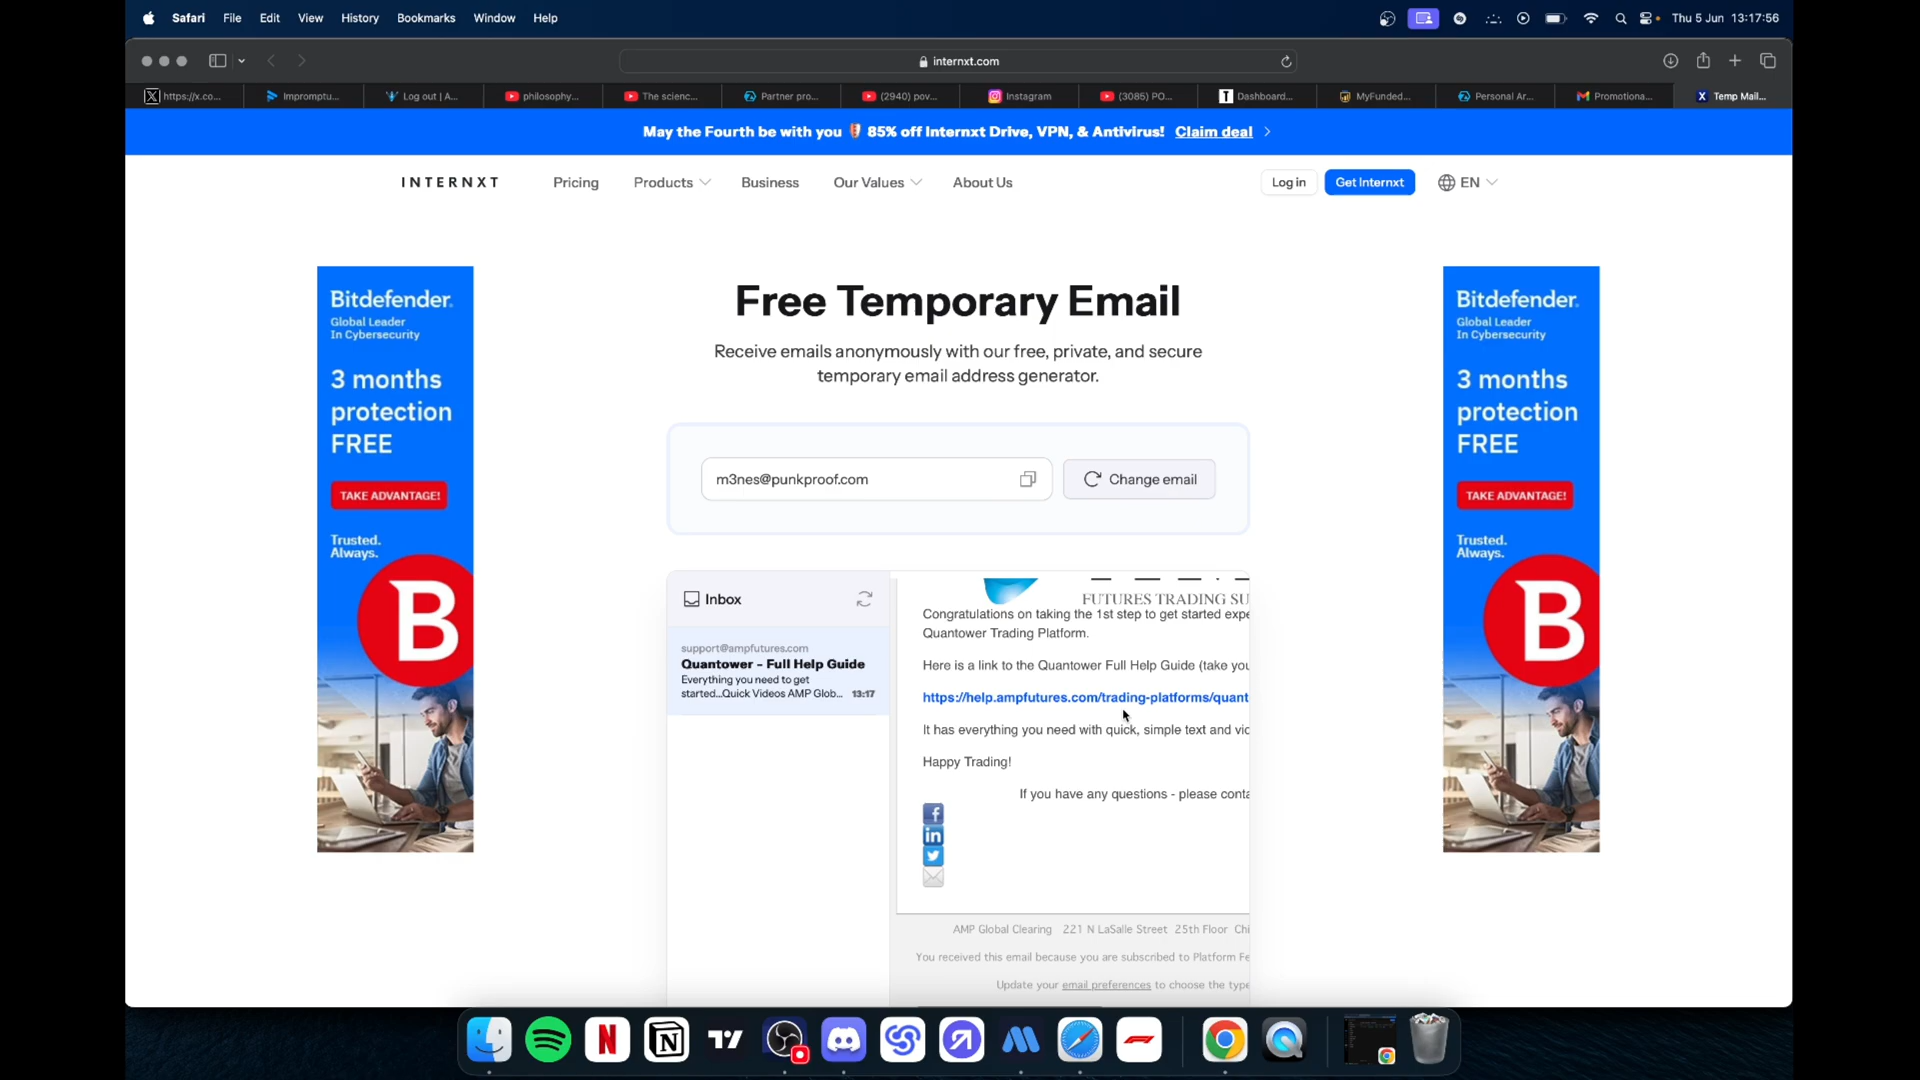 Safari File Edit View History Bookmarks Window Help Thu 5 Jun 13:17:56
internxt.com
https://x.co... Impromptu... Log out | A... philosophy... The scienc... Partner pro... (2940) pov... Instagram (3085) PO... Dashboard... MyFunded... Personal Ar... Promotiona... Temp Mail...
May the Fourth be with you 85% off Internxt Drive, VPN, & Antivirus! Claim deal
INTERNXT Pricing Products Business Our Values About Us Log in Get Internxt EN
Bitdefender.
Global Leader
In Cybersecurity
3 months
protection
FREE
TAKE ADVANTAGE!
Trusted.
Always.
B
Free Temporary Email
Receive emails anonymously with our free, private, and secure
temporary email address generator.
m3nes@punkproof.com Change email
Inbox
support@ampfutures.com
Quantower - Full Help Guide
Everything you need to get
started...Quick Videos AMP Glob... 13:17
FUTURES TRADING SU
Congratulations on taking the 1st step to get started expe
Quantower Trading Platform.
Here is a link to the Quantower Full Help Guide (take you
https://help.ampfutures.com/trading-platforms/quant
It has everything you need with quick, simple text and vic
Happy Trading!
If you have any questions - please conta
AMP Global Clearing 221 N LaSalle Street 25th Floor Chi
You received this email because you are subscribed to Platform Fe
Update your email preferences to choose the type
Bitdefender.
Global Leader
In Cybersecurity
3 months
protection
FREE
TAKE ADVANTAGE!
Trusted.
Always.
B